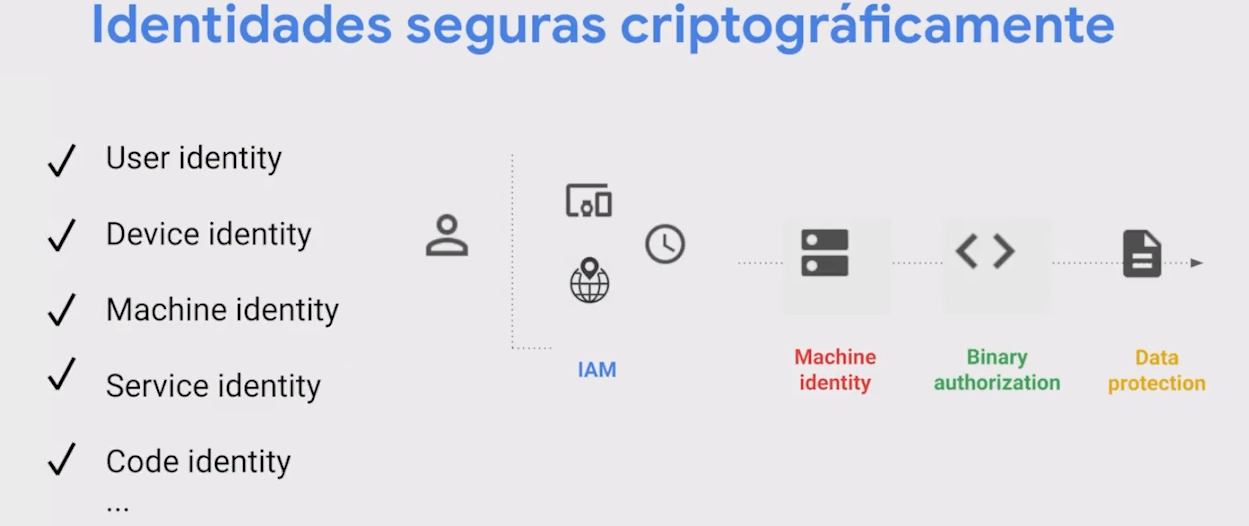 Identidades seguras criptográficamente
User identity
Device identity
Machine identity
Service identity
Code identity
...
IAM
Machine
identity
Binary
authorization
Data
protection